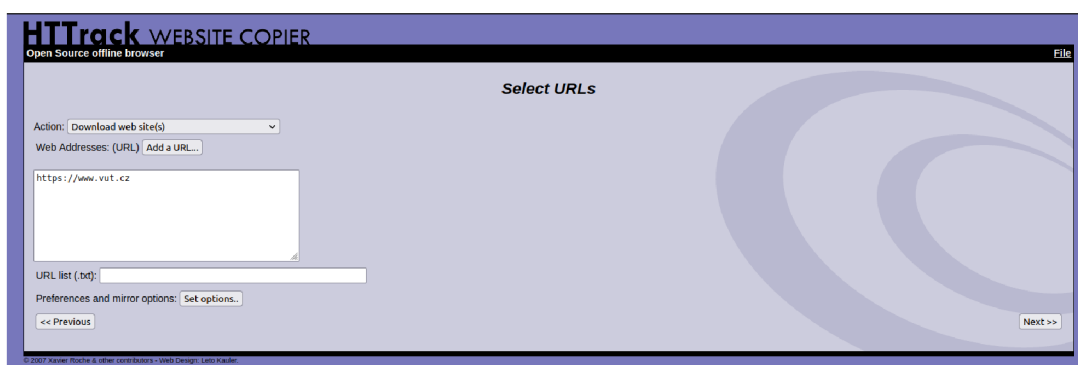 HTTrack WEBSITE COPIER
Open Source offline browser File
Select URLs
Action: Download web site(s)
Web Addresses: (URL) Add a URL...
https://www.vut.cz
URL list (.txt):
Preferences and mirror options: Set options..
<< Previous Next >>
© 2007 Xavier Roche & other contributors - Web Design: Leto Kauler.